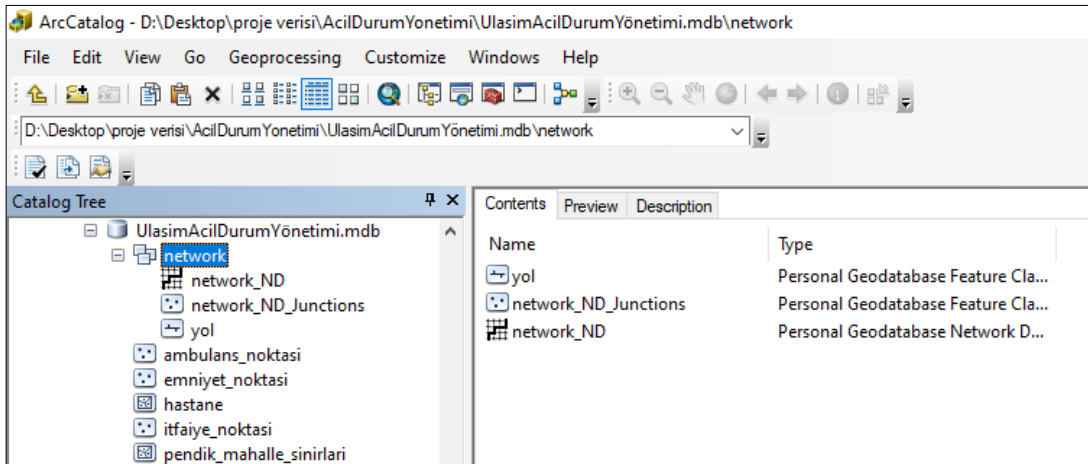 ArcCatalog - D:\Desktop\proje verisi\AcilDurumYonetimi\UlasimAcilDurumYönetimi.mdb\network
File Edit View Go Geoprocessing Customize Windows Help
D:\Desktop\proje verisi\AcilDurumYonetimi\UlasimAcilDurumYönetimi.mdb\network
Catalog Tree
UlasimAcilDurumYönetimi.mdb
network
network_ND
network_ND_Junctions
yol
ambulans_noktasi
emniyet_noktasi
hastane
itfaiye_noktasi
pendik_mahalle_sinirlari
Contents Preview Description
Name Type
yol Personal Geodatabase Feature Cla...
network_ND_Junctions Personal Geodatabase Feature Cla...
network_ND Personal Geodatabase Network D...